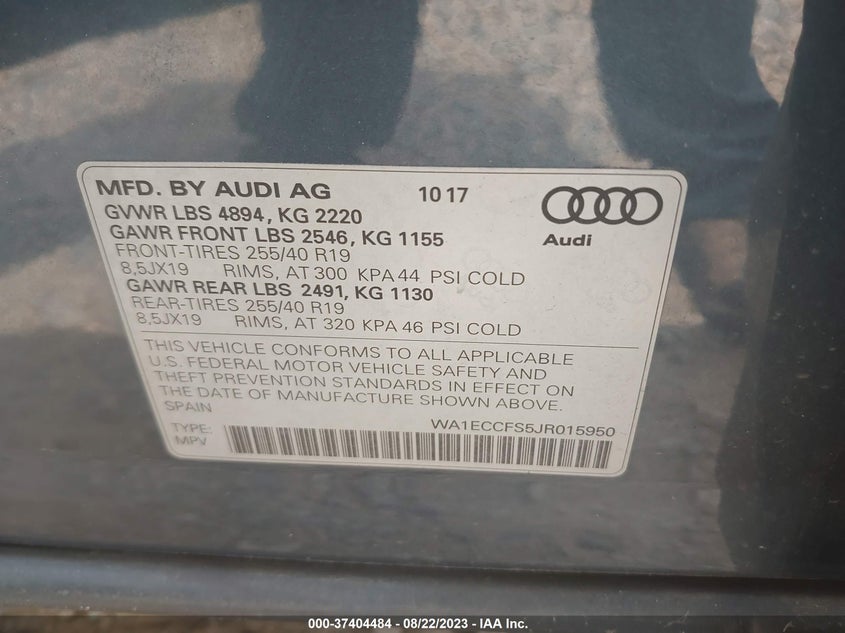 MFD. BY AUDI AG 10 17
GVWR LBS 4894, KG 2220
GAWR FRONT LBS 2546, KG 1155 Audi
FRONT-TIRES 255/40 R19
8,5JX19 RIMS, AT 300 KPA 44 PSI COLD
GAWR REAR LBS 2491, KG 1130
REAR-TIRES 255/40 R19
8,5JX19 RIMS, AT 320 KPA 46 PSI COLD
THIS VEHICLE CONFORMS TO ALL APPLICABLE
U.S. FEDERAL MOTOR VEHICLE SAFETY AND
THEFT PREVENTION STANDARDS IN EFFECT ON
THE DATE OF MANUFACTURE SHOWN ABOVE.
SPAIN WA1ECCFS5JR015950
TYPE:
MPV
000-37404484 - 08/22/2023 - IAA Inc.